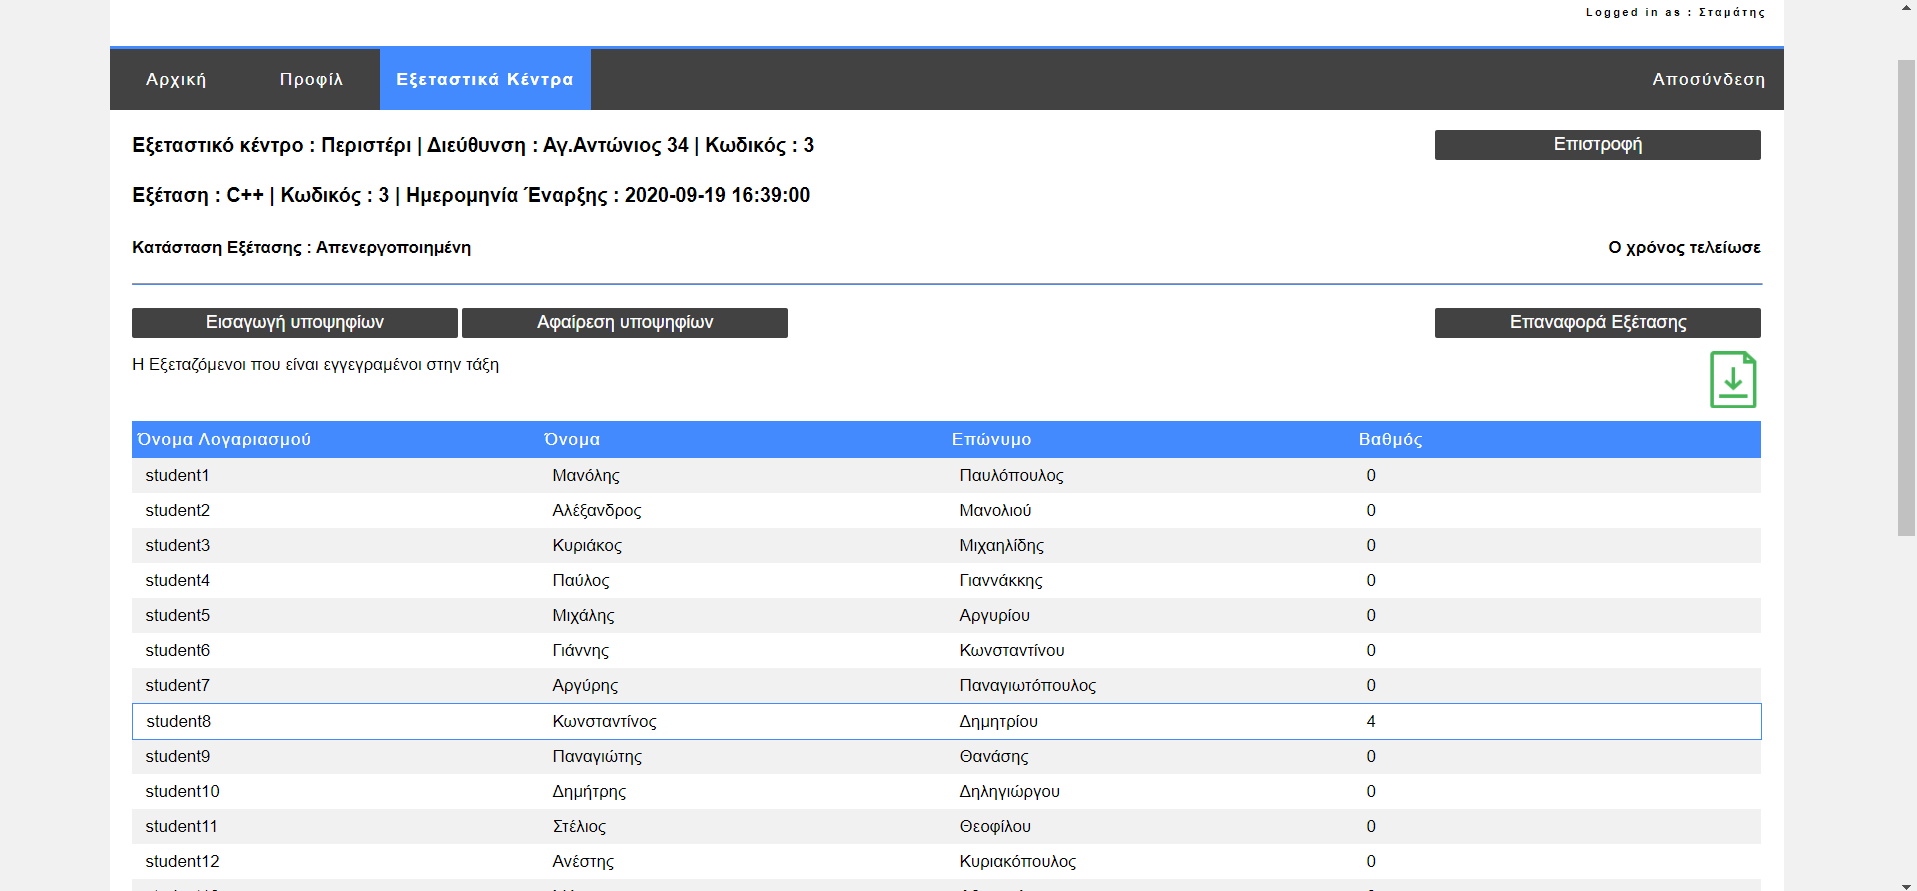 Logged in as : Σταμάτης
Αρχική Προφίλ Εξεταστικά Κέντρα Αποσύνδεση
Εξεταστικό κέντρο : Περιστέρι | Διεύθυνση : Αγ.Αντώνιος 34 | Κωδικός : 3 Επιστροφή
Εξέταση : C++ | Κωδικός : 3 | Ημερομηνία Έναρξης : 2020-09-19 16:39:00
Κατάσταση Εξέτασης : Απενεργοποιημένη Ο χρόνος τελείωσε
Εισαγωγή υποψηφίων Αφαίρεση υποψηφίων Επαναφορά Εξέτασης
Η Εξεταζόμενοι που είναι εγγεγραμένοι στην τάξη
Όνομα Λογαριασμού Όνομα Επώνυμο Βαθμός
student1 Μανόλης Παυλόπουλος 0
student2 Αλέξανδρος Μανολιού 0
student3 Κυριάκος Μιχαηλίδης 0
student4 Παύλος Γιαννάκκης 0
student5 Μιχάλης Αργυρίου 0
student6 Γιάννης Κωνσταντίνου 0
student7 Αργύρης Παναγιωτόπουλος 0
student8 Κωνσταντίνος Δημητρίου 4
student9 Παναγιώτης Θανάσης 0
student10 Δημήτρης Δηληγιώργου 0
student11 Στέλιος Θεοφίλου 0
student12 Ανέστης Κυριακόπουλος 0